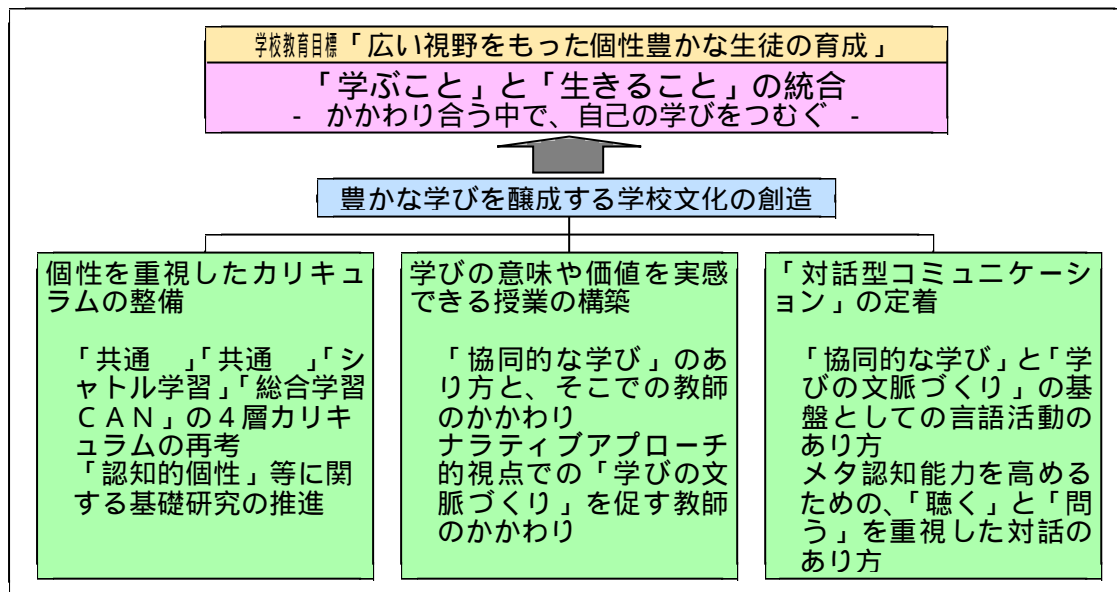 学校教育目標「広い視野をもった個性豊かな生徒の育成」
「学ぶこと」と「生きること」の統合
- かかわり合う中で、自己の学びをつむぐ -
豊かな学びを醸成する学校文化の創造
個性を重視したカリキュ
ラムの整備
「共通　」「共通　」「シ
ャトル学習」「総合学習
ＣＡＮ」の４層カリキ
ュラムの再考
「認知的個性」等に関
する基礎研究の推進
学びの意味や価値を実感
できる授業の構築
「協同的な学び」のあ
り方と、そこでの教師
のかかわり
ナラティブアプローチ
的視点での「学びの文
脈づくり」を促す教師
のかかわり
「対話型コミュニケーシ
ョン」の定着
「協同的な学び」と「学
びの文脈づくり」の基
盤としての言語活動の
あり方
メタ認知能力を高める
ための、「聴く」と「問
う」を重視した対話の
あり方